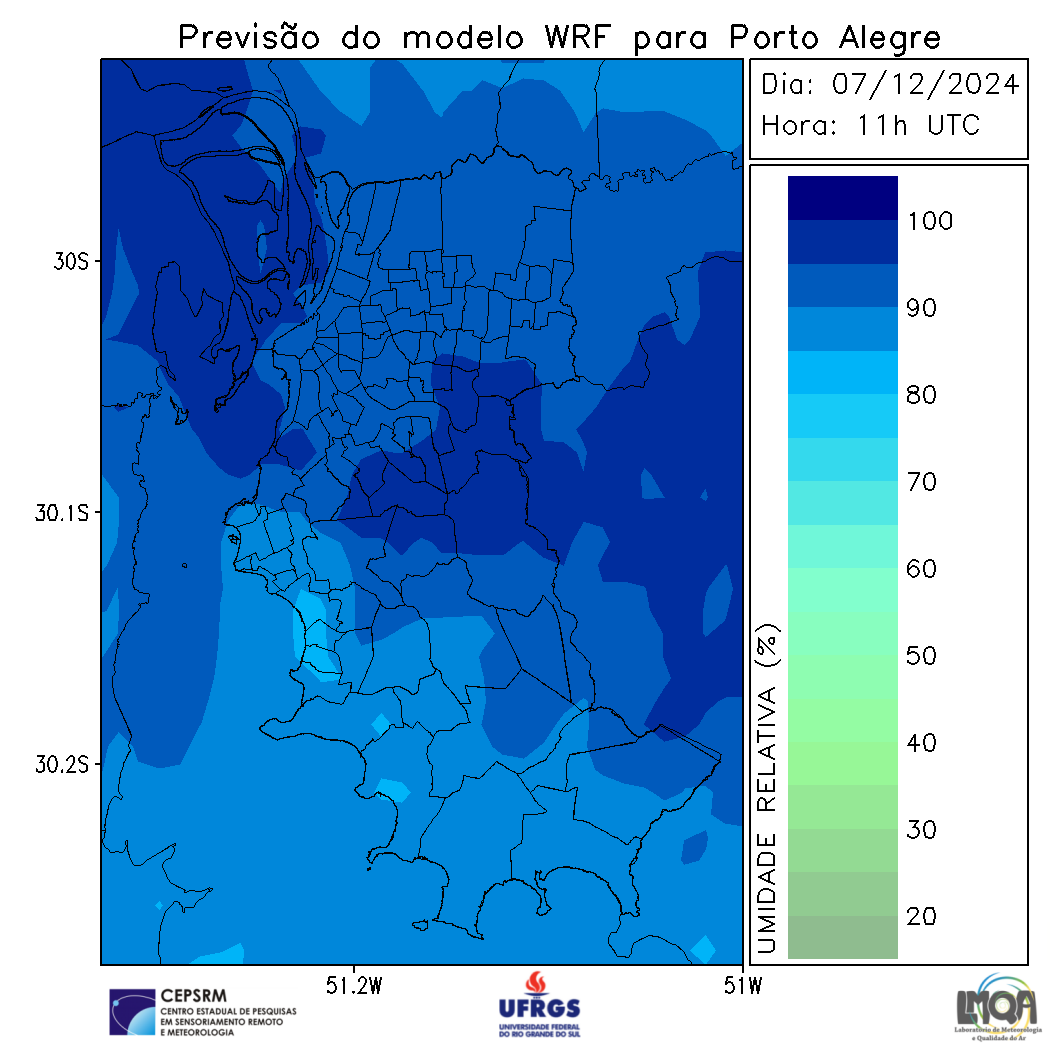 Previsão do modelo WRF para Porto Alegre
Dia: 07/12/2024
Hora: 11h UTC
30S
30.1S
30.2S
51.2W
51W
100
90
80
70
60
50
40
30
20
UMIDADE RELATIVA (%)
CEPSRM
CENTRO ESTADUAL DE PESQUISAS
EM SENSORIAMENTO REMOTO
E METEOROLOGIA
UFRGS
UNIVERSIDADE FEDERAL
DO RIO GRANDE DO SUL
LMQA
Laboratório de Meteorologia
e Qualidade do Ar